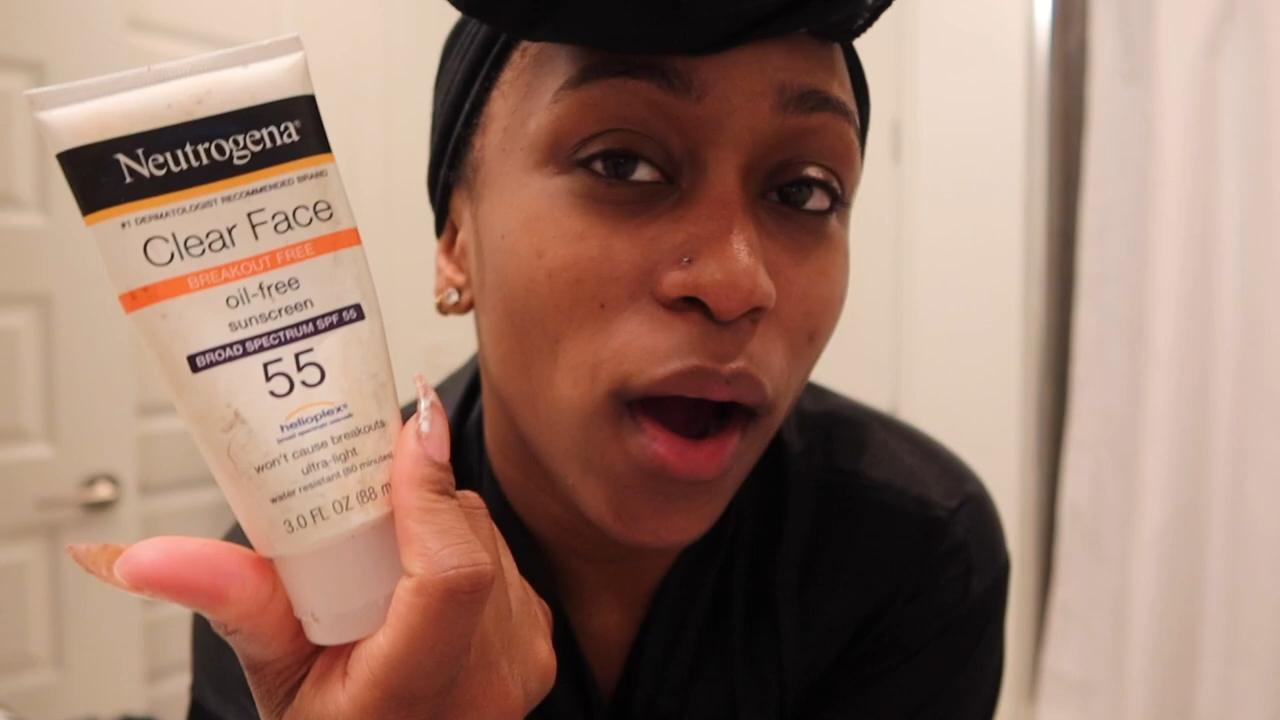 Neutrogena®
#1 DERMATOLOGIST RECOMMENDED BRAND
Clear Face
BREAKOUT FREE
oil-free
sunscreen
BROAD SPECTRUM SPF 55
55
helioplex®
won't cause breakouts
ultra-light
water resistant (80 minutes
3.0 FL OZ (88 m